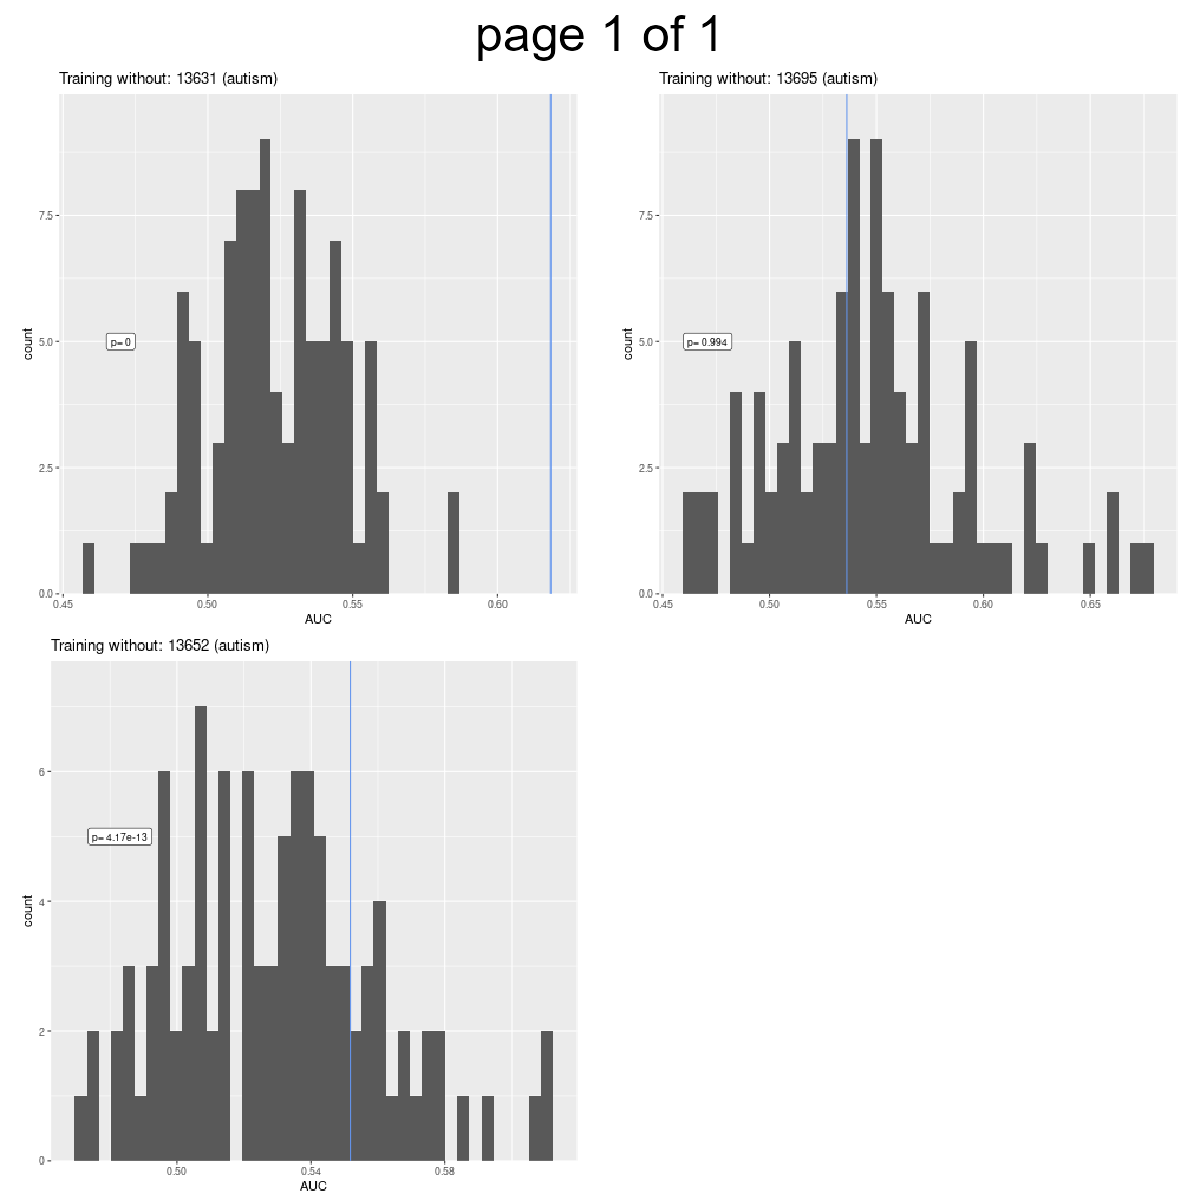 page 1 of 1
Training without: 13631 (autism)
7.5
5.0
2.5
0.0
count
p= 0
0.45 0.50 0.55 0.60
AUC
Training without: 13695 (autism)
7.5
5.0
2.5
0.0
count
p= 0.994
0.45 0.50 0.55 0.60 0.65
AUC
Training without: 13652 (autism)
6
4
2
0
count
p= 4.17e-13
0.50 0.54 0.58
AUC